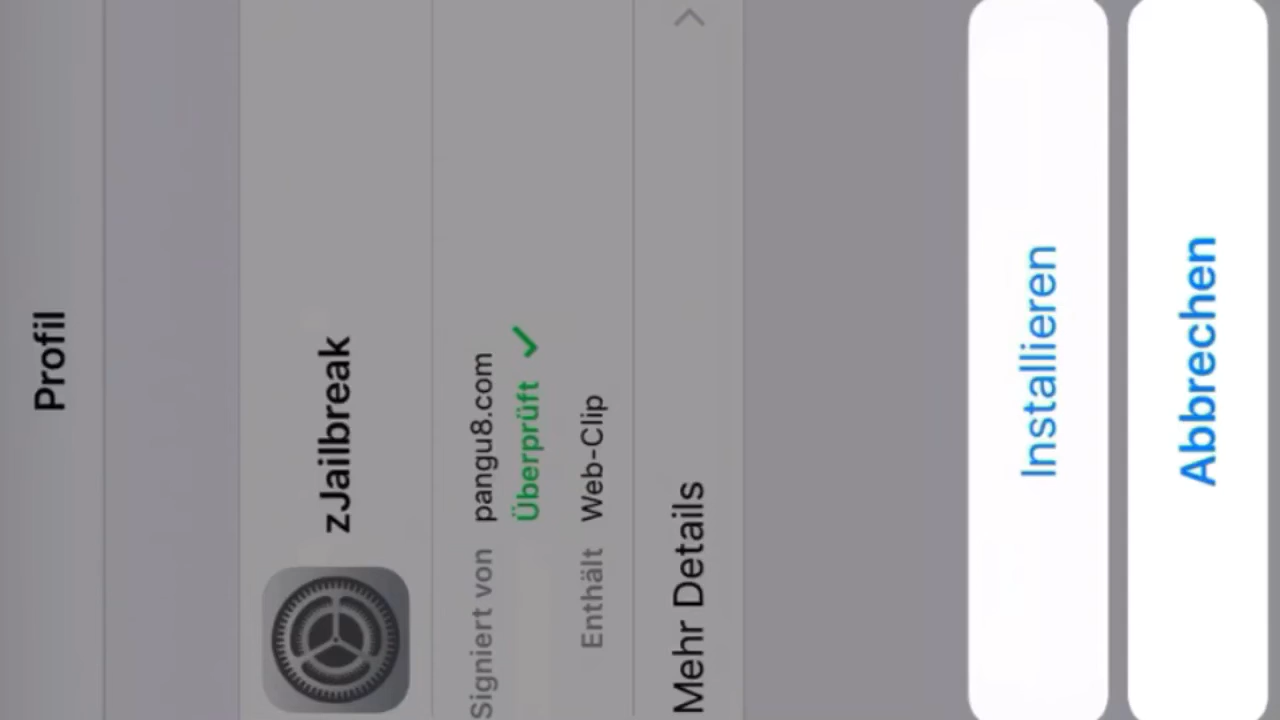 Profil
zJailbreak
Signiert von pangu8.com
Überprüft ✓
Enthält Web-Clip
Mehr Details
Installieren
Abbrechen